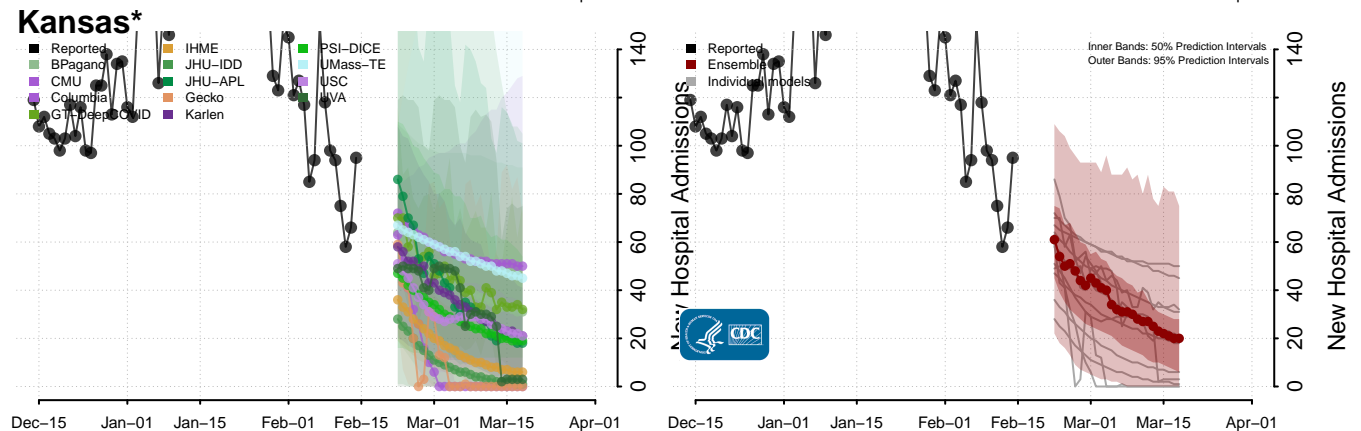 Kansas*
Reported
BPagano
CMU
Columbia
GT−DeepCOVID
IHME
JHU−IDD
JHU−APL
Gecko
Karlen
PSI−DICE
UMass−TE
USC
UVA
0
20
40
60
80
100
140
New Hospital Admissions
Dec−15
Jan−01
Jan−15
Feb−01
Feb−15
Mar−01
Mar−15
Apr−01
Reported
Ensemble
Individual models
Inner Bands: 50% Prediction Intervals
Outer Bands: 95% Prediction Intervals
0
20
40
60
80
100
140
New Hospital Admissions
CDC
Dec−15
Jan−01
Jan−15
Feb−01
Feb−15
Mar−01
Mar−15
Apr−01